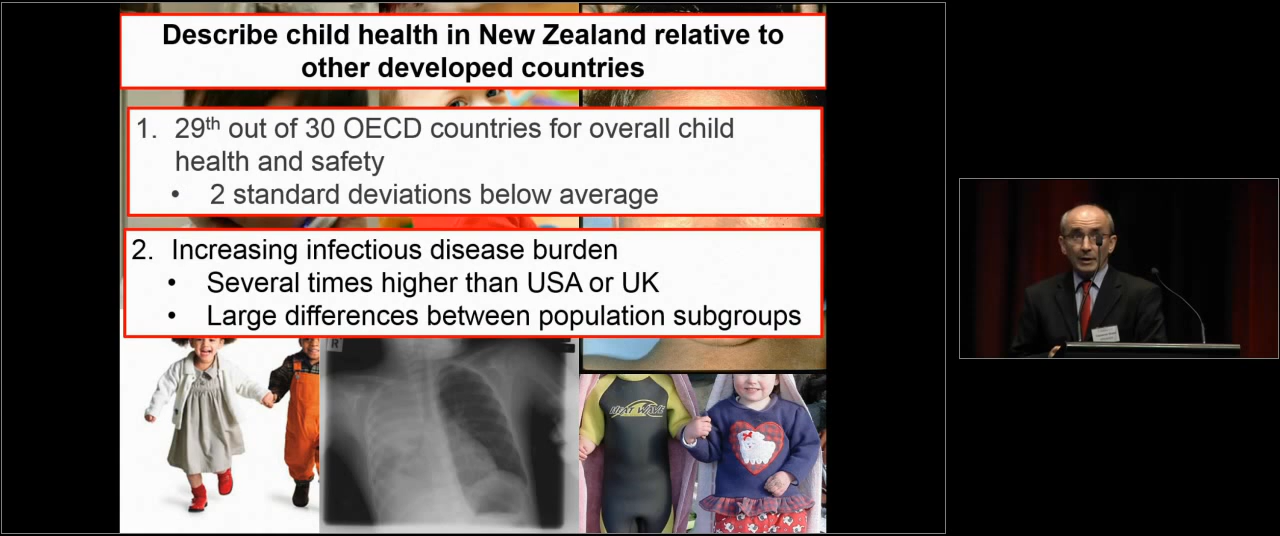 Describe child health in New Zealand relative to
other developed countries
1. 29th out of 30 OECD countries for overall child
health and safety
• 2 standard deviations below average
2. Increasing infectious disease burden
• Several times higher than USA or UK
• Large differences between population subgroups
R
HEAT WAVE